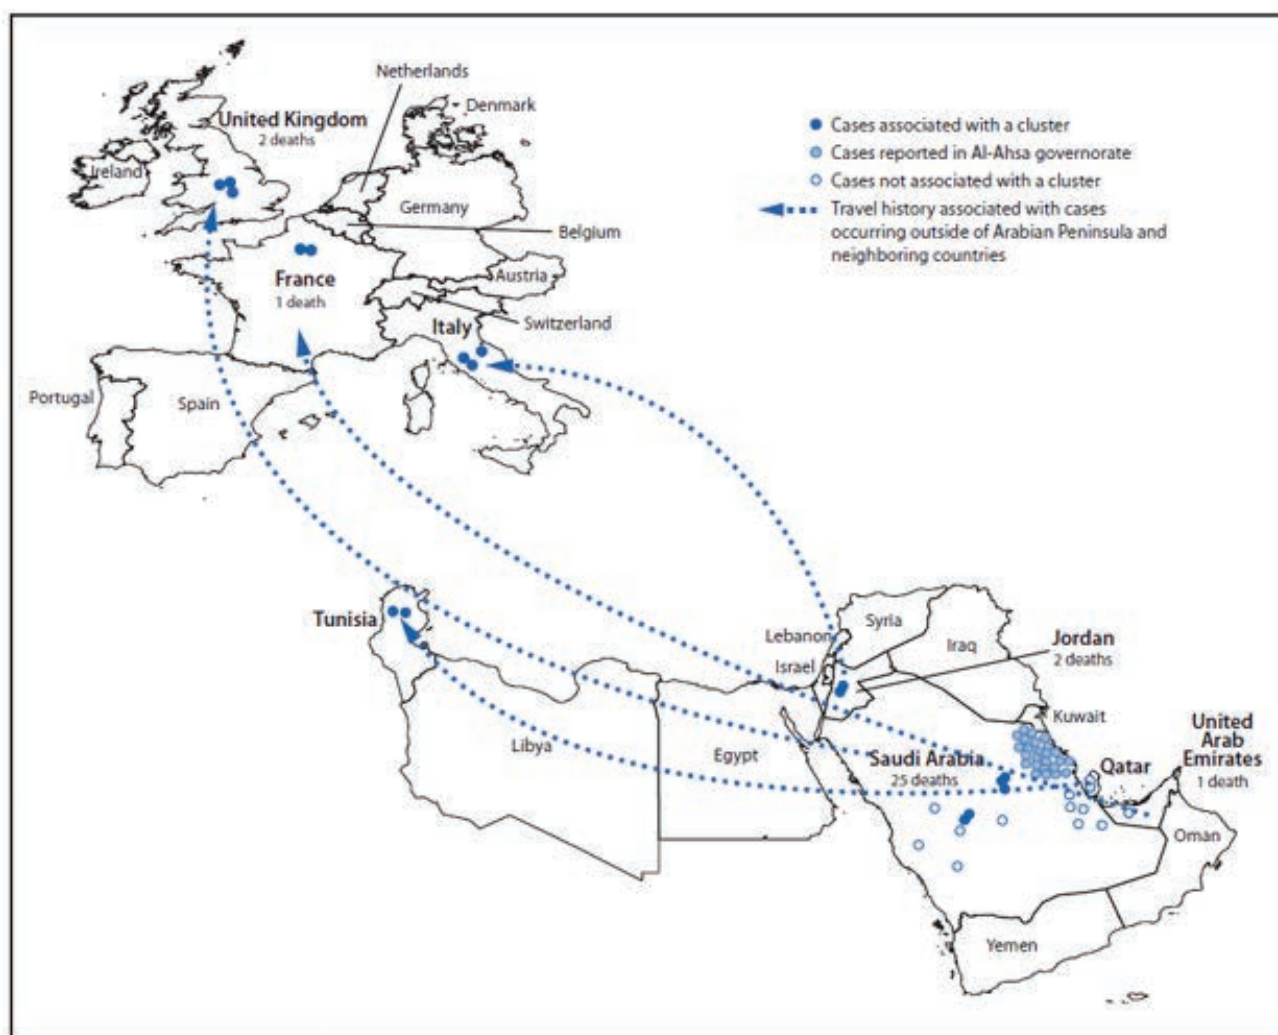 Netherlands
Denmark
United Kingdom
2 deaths
Ireland
Germany
Belgium
France
1 death
Austria
Switzerland
Italy
Portugal
Spain
Cases associated with a cluster
Cases reported in Al-Ahsa governorate
Cases not associated with a cluster
Travel history associated with cases
occurring outside of Arabian Peninsula and
neighboring countries
Tunisia
Lebanon
Syria
Israel
Iraq
Jordan
2 deaths
Kuwait
Libya
Egypt
Saudi Arabia
25 deaths
Qatar
United
Arab
Emirates
1 death
Oman
Yemen